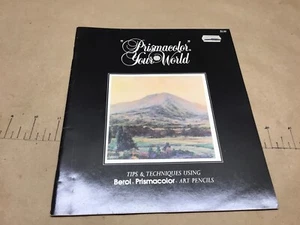 "Prismacolor®
Your World"
TIPS & TECHNIQUES USING
Berol® Prismacolor® ART PENCILS